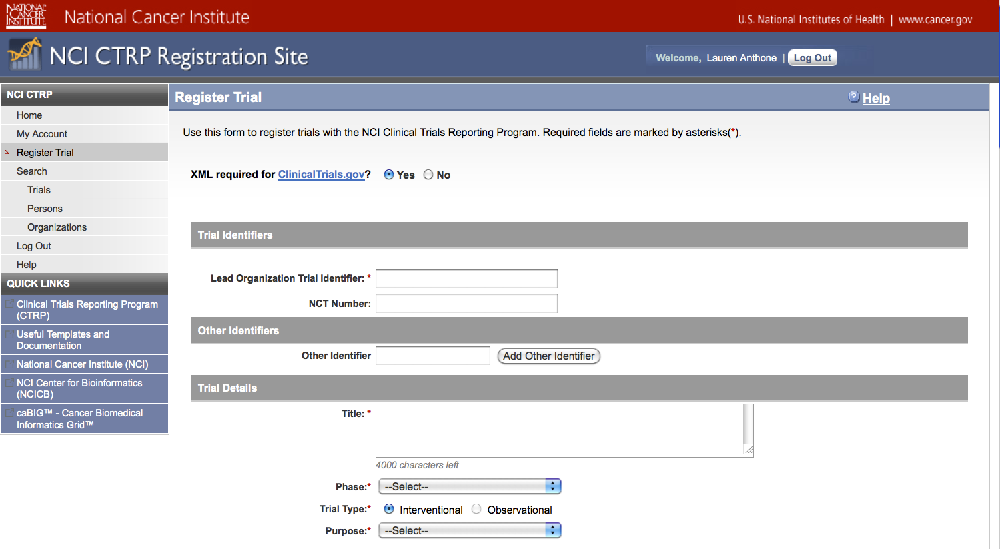 NATIONAL
CANCER
INSTITUTE
National Cancer Institute
U.S. National Institutes of Health | www.cancer.gov
NCI CTRP Registration Site
Welcome, Lauren Anthone | Log Out
NCI CTRP
Home
My Account
Register Trial
Search
Trials
Persons
Organizations
Log Out
Help
QUICK LINKS
Clinical Trials Reporting Program
(CTRP)
Useful Templates and
Documentation
National Cancer Institute (NCI)
NCI Center for Bioinformatics
(NCICB)
caBIG™ - Cancer Biomedical
Informatics Grid™
Register Trial
? Help
Use this form to register trials with the NCI Clinical Trials Reporting Program. Required fields are marked by asterisks(*).
XML required for ClinicalTrials.gov? Yes No
Trial Identifiers
Lead Organization Trial Identifier: *
NCT Number:
Other Identifiers
Other Identifier Add Other Identifier
Trial Details
Title: *
4000 characters left
Phase:* --Select--
Trial Type:* Interventional Observational
Purpose:* --Select--